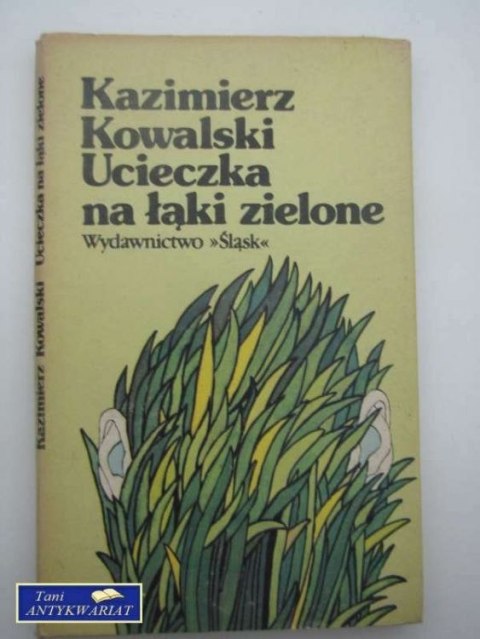 Kazimierz
Kowalski
Ucieczka
na łąki zielone
Wydawnictwo »Śląsk«
Kazimierz Kowalski Ucieczka na łąki zielone
Tani
ANTYKWARIAT